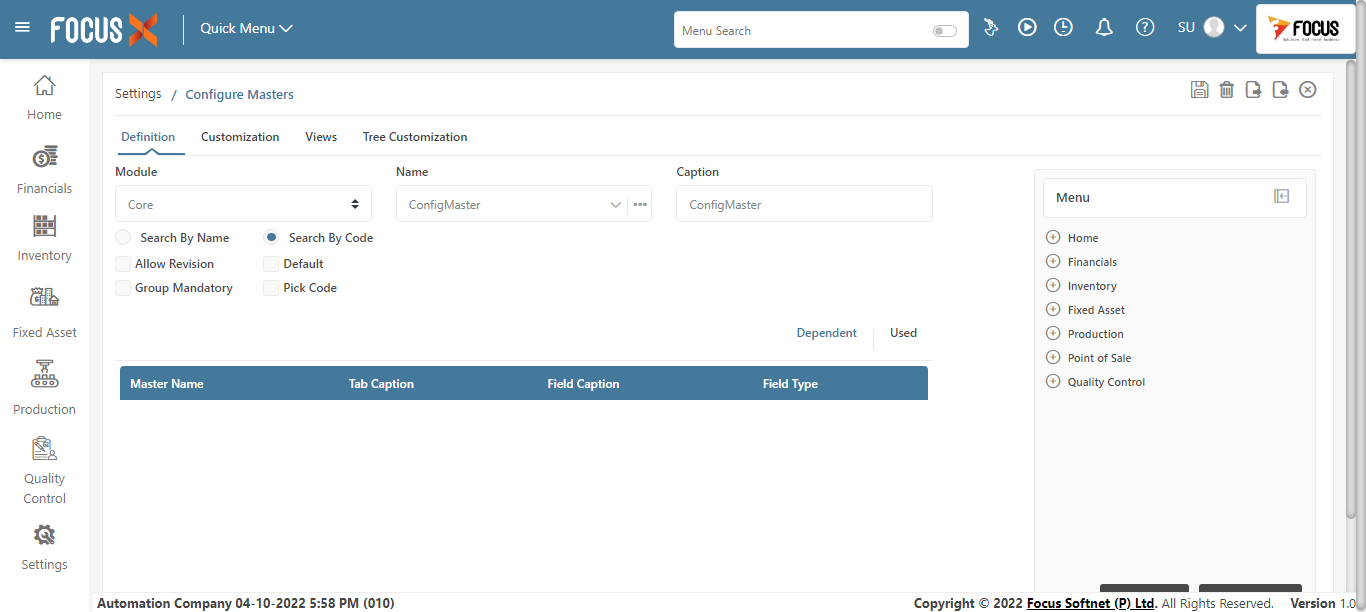 FOCUS X
Quick Menu
Menu Search
SU
FOCUS
Home
Financials
Inventory
Fixed Asset
Production
Quality
Control
Settings
Settings / Configure Masters
Definition Customization Views Tree Customization
Module Name Caption
Core ConfigMaster ConfigMaster
Search By Name Search By Code
Allow Revision Default
Group Mandatory Pick Code
Dependent Used
Master Name Tab Caption Field Caption Field Type
Menu
Home
Financials
Inventory
Fixed Asset
Production
Point of Sale
Quality Control
Automation Company 04-10-2022 5:58 PM (010)
Copyright © 2022 Focus Softnet (P) Ltd. All Rights Reserved. Version 1.0